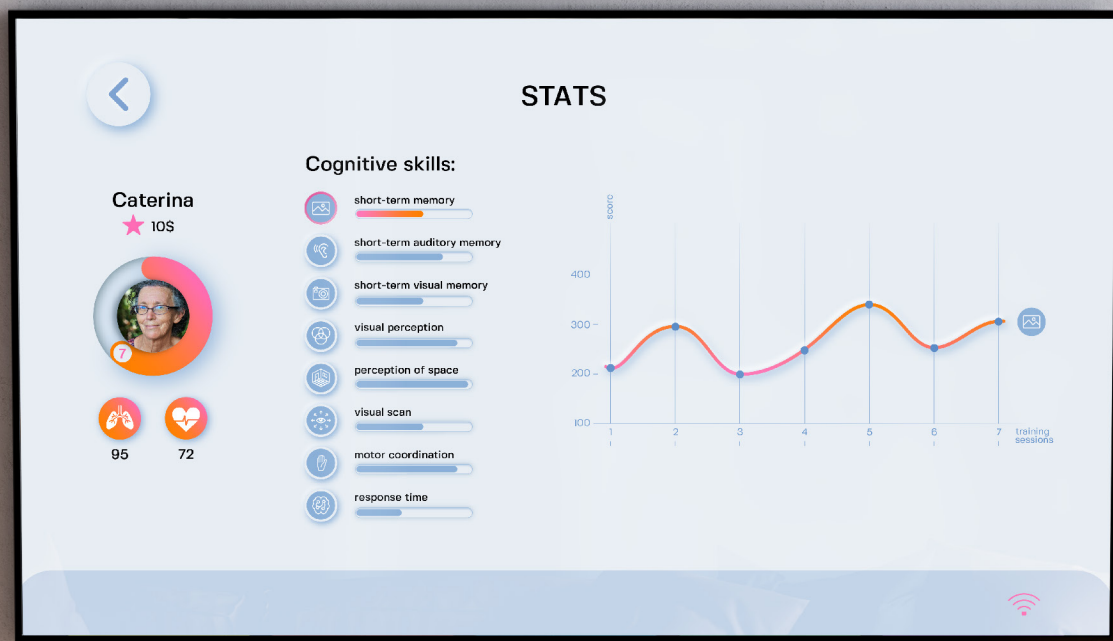 STATS
Caterina
10$
7
95
72
Cognitive skills:
short-term memory
short-term auditory memory
short-term visual memory
visual perception
perception of space
visual scan
motor coordination
response time
score
400
300
200
100
1
2
3
4
5
6
7
training
sessions